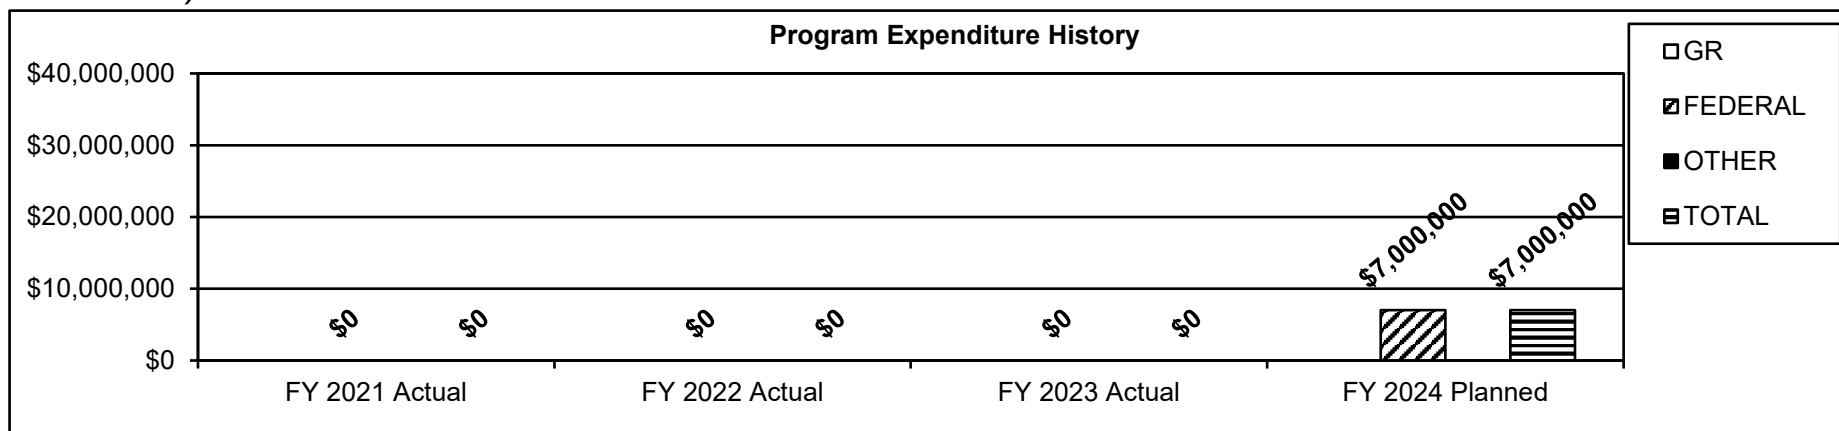 Program Expenditure History
$40,000,000
$30,000,000
$20,000,000
$10,000,000
$0
$0
$0
$0
$0
$0
$0
$7,000,000
$7,000,000
FY 2021 Actual
FY 2022 Actual
FY 2023 Actual
FY 2024 Planned
GR
FEDERAL
OTHER
TOTAL